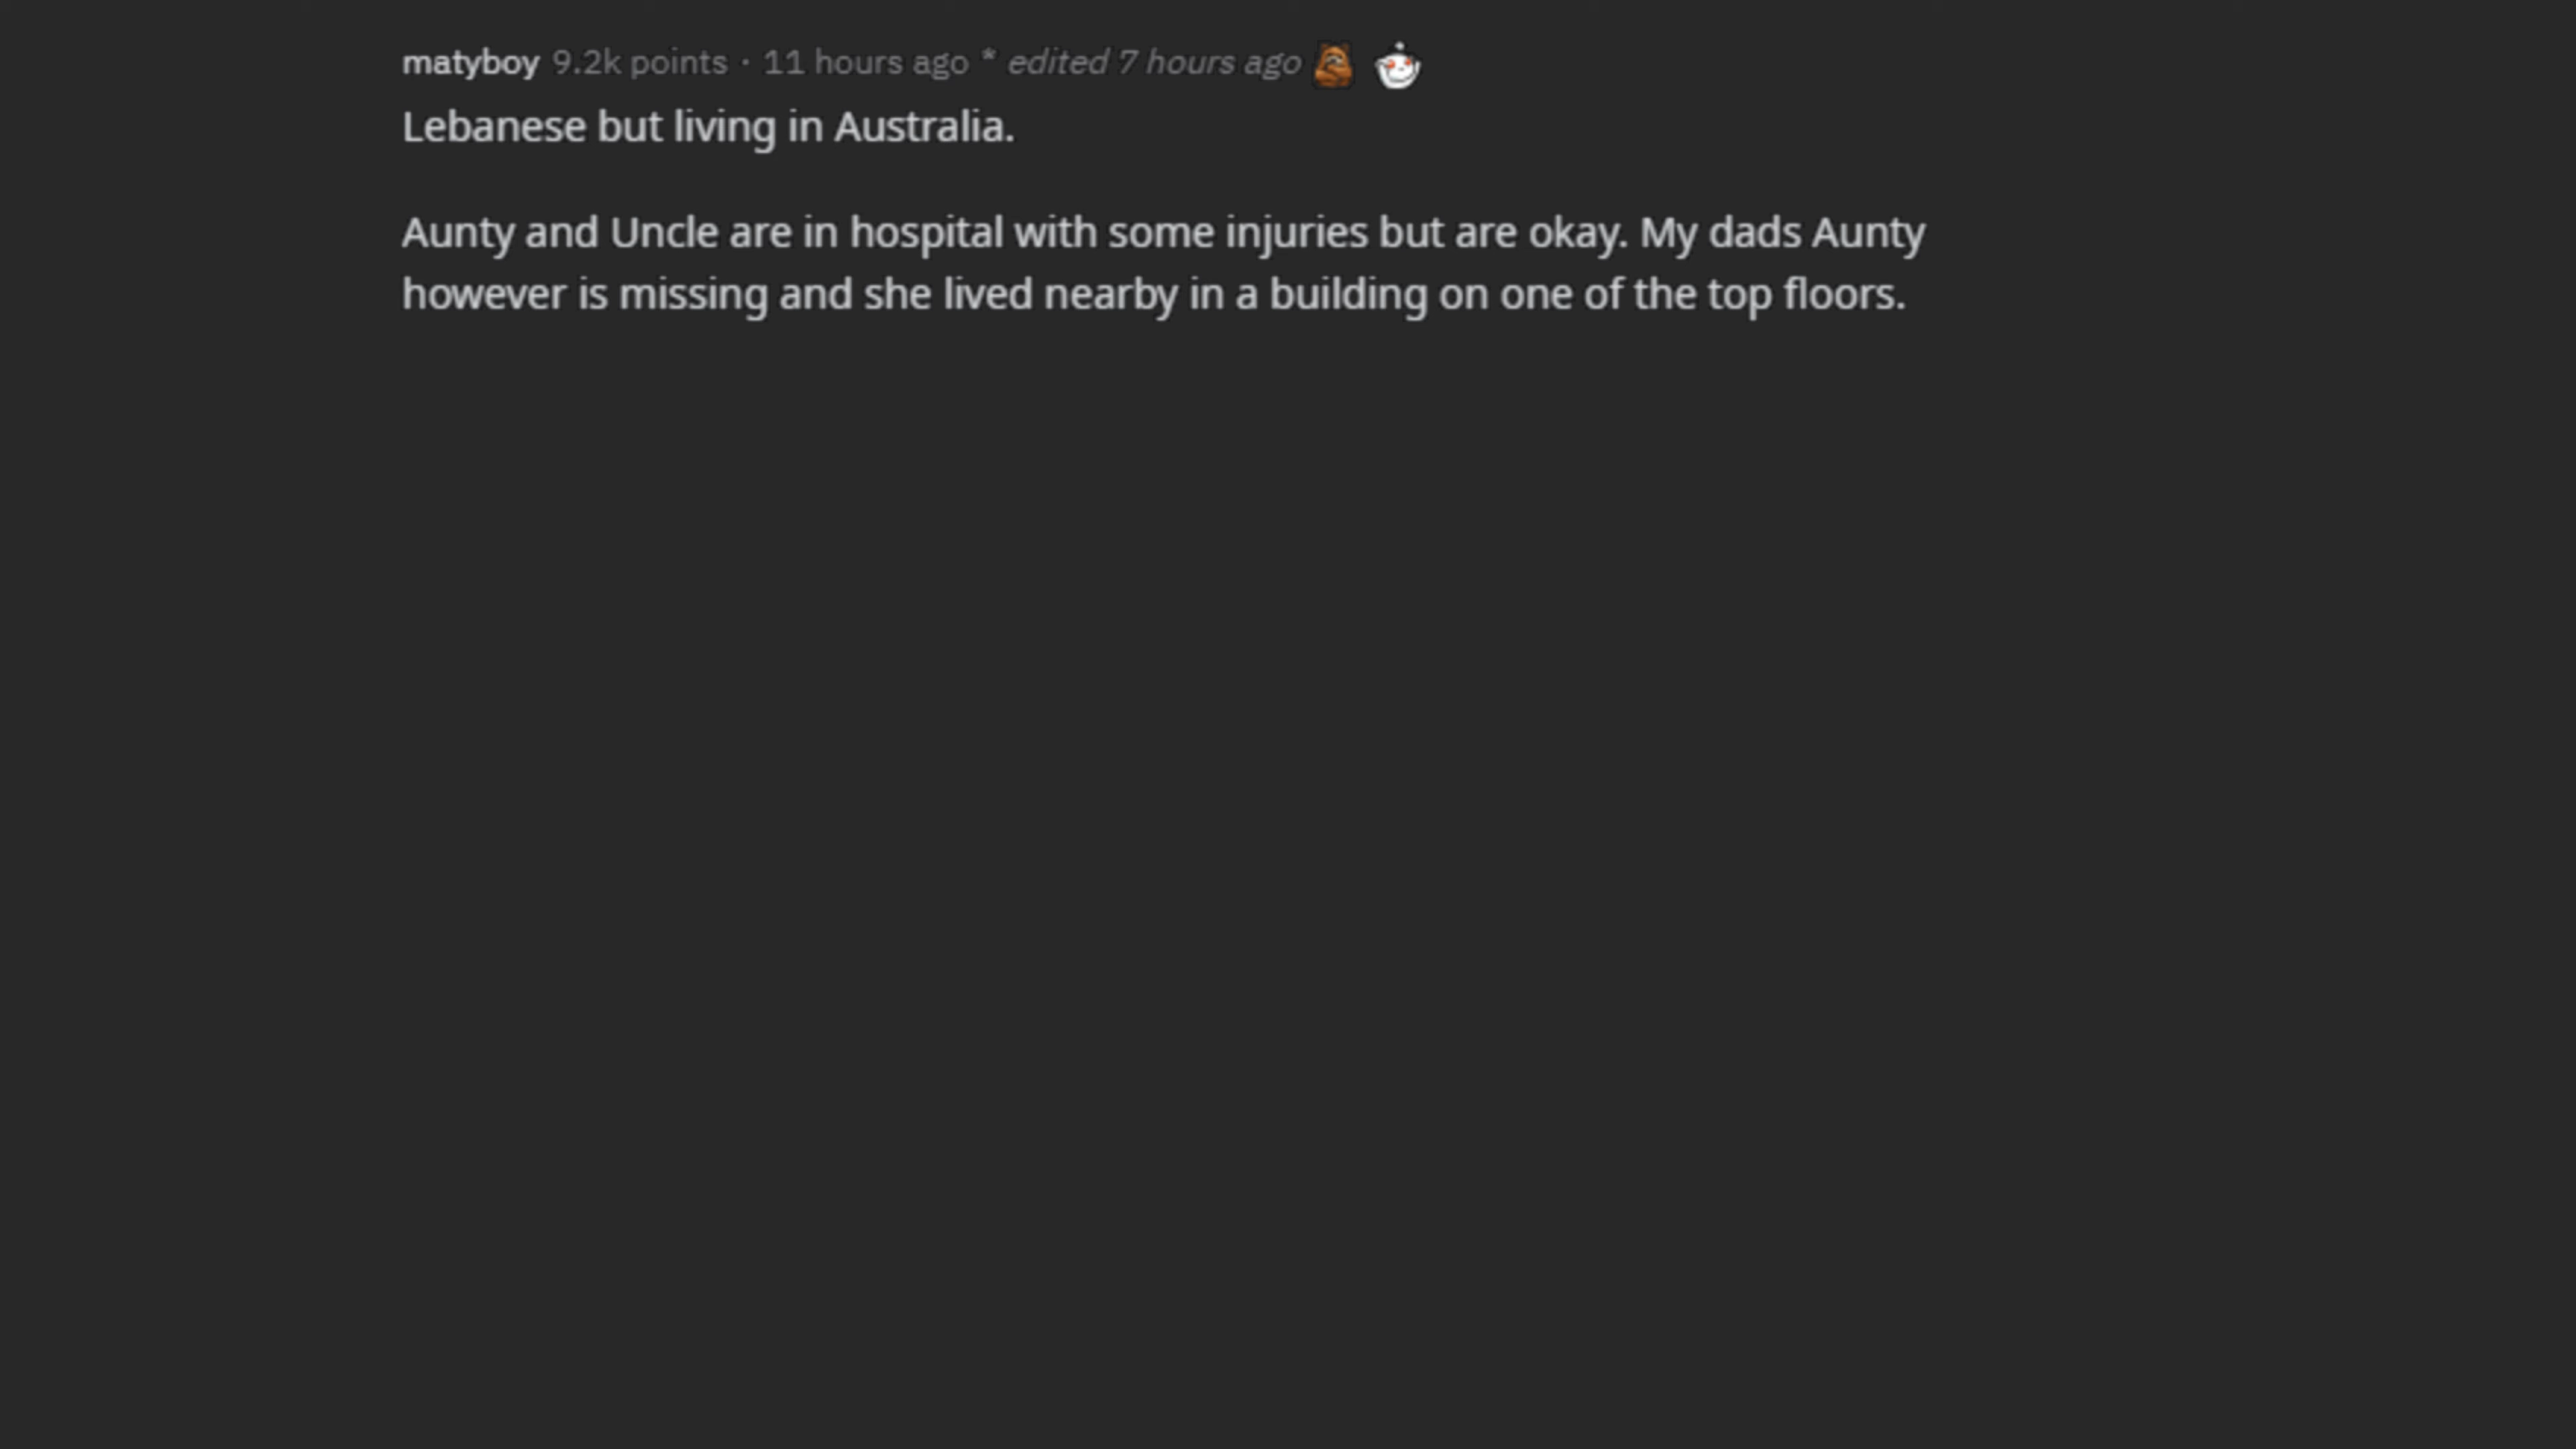 matyboy 9.2k points · 11 hours ago * edited 7 hours ago
Lebanese but living in Australia.
Aunty and Uncle are in hospital with some injuries but are okay. My dads Aunty
however is missing and she lived nearby in a building on one of the top floors.